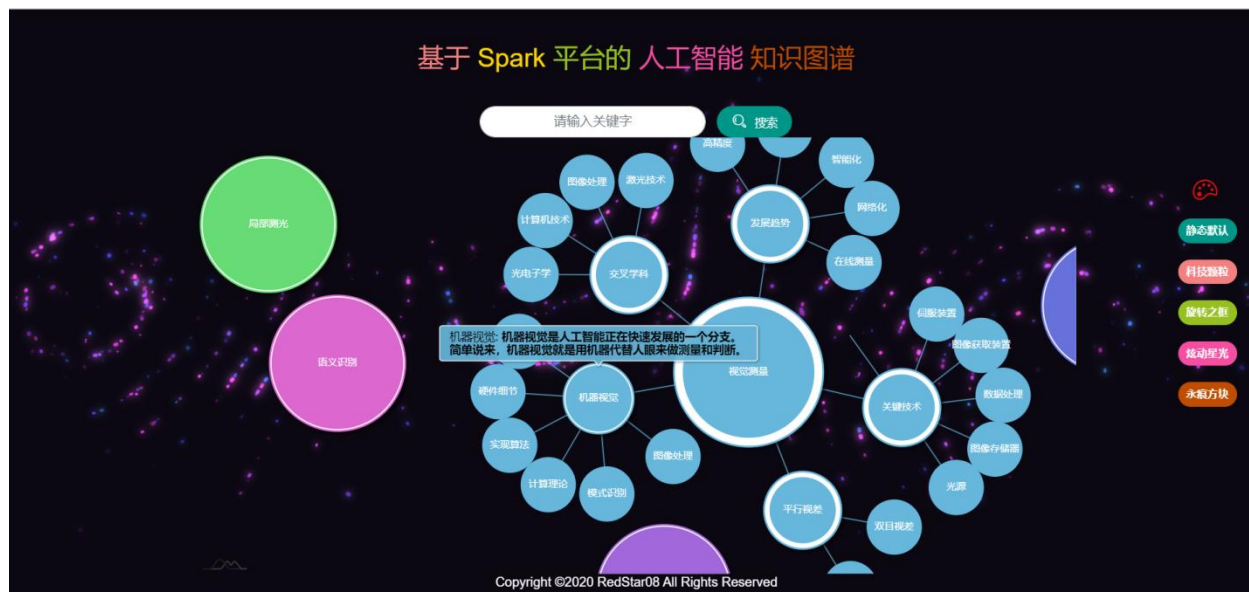 基于 Spark 平台的 人工智能 知识图谱
请输入关键字
搜索
高精度
智能化
网络化
在线测量
发展趋势
图像处理
激光技术
计算机技术
光电子学
交叉学科
局部测光
语义识别
机器视觉: 机器视觉是人工智能正在快速发展的一个分支。
简单说来，机器视觉就是用机器代替人眼来做测量和判断。
视觉测量
伺服装置
图像获取装置
数据处理
图像存储器
光源
关键技术
硬件细节
机器视觉
实现算法
计算理论
模式识别
图像处理
平行视差
双目视差
静态默认
科技颗粒
旋转之框
炫动星光
永痕方块
Copyright ©2020 RedStar08 All Rights Reserved